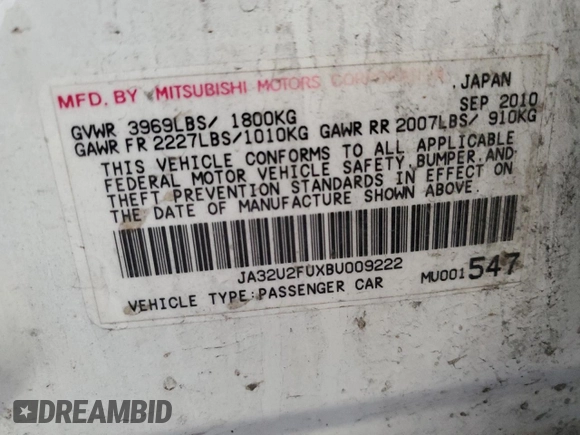 MFD. BY MITSUBISHI MOTORS CORPORATION, JAPAN
SEP 2010
GVWR 3969LBS/ 1800KG
GAWR FR 2227LBS/1010KG GAWR RR 2007LBS/ 910KG
THIS VEHICLE CONFORMS TO ALL APPLICABLE
FEDERAL MOTOR VEHICLE SAFETY, BUMPER, AND
THEFT PREVENTION STANDARDS IN EFFECT ON
THE DATE OF MANUFACTURE SHOWN ABOVE.
JA32U2FUXBU009222
VEHICLE TYPE:PASSENGER CAR
MU001547
DREAMBID